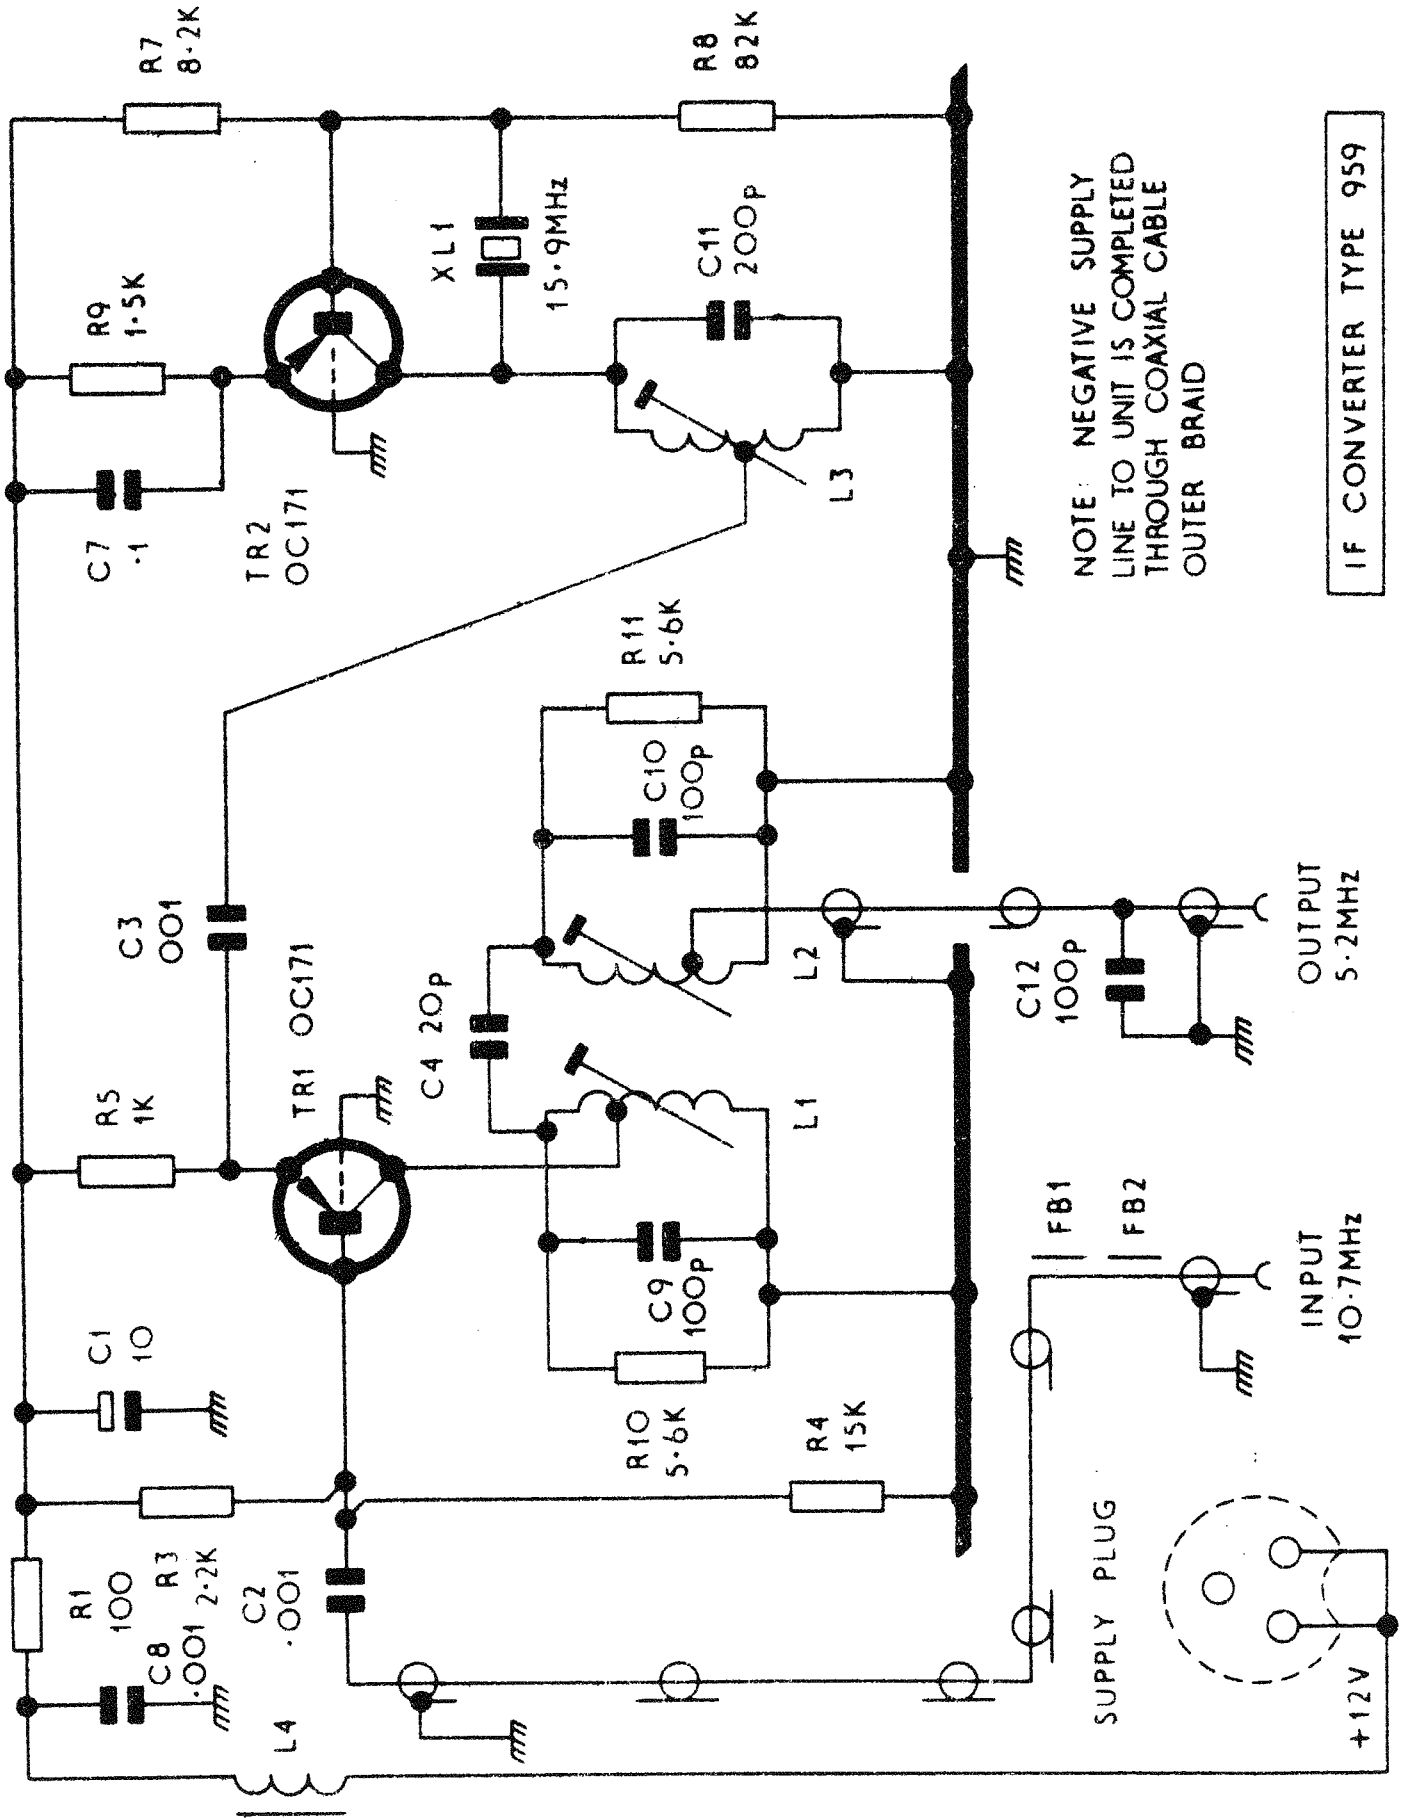 L4
C8
.001
R1
100
R3
2·2K
C2
.001
C1
10
R5
1K
TR1 OC171
C3
001
C7
·1
R9
1·5K
R7
8·2K
TR2
OC171
XL1
15·9MHz
R8
82K
C11
200p
L3
C4 20p
R10
5·6K
C9
100p
L1
L2
C10
100p
R11
5·6K
R4
15K
C12
100p
FB1
FB2
SUPPLY PLUG
+12V
INPUT
10·7MHz
OUTPUT
5·2MHz
NOTE: NEGATIVE SUPPLY
LINE TO UNIT IS COMPLETED
THROUGH COAXIAL CABLE
OUTER BRAID
IF CONVERTER TYPE 959